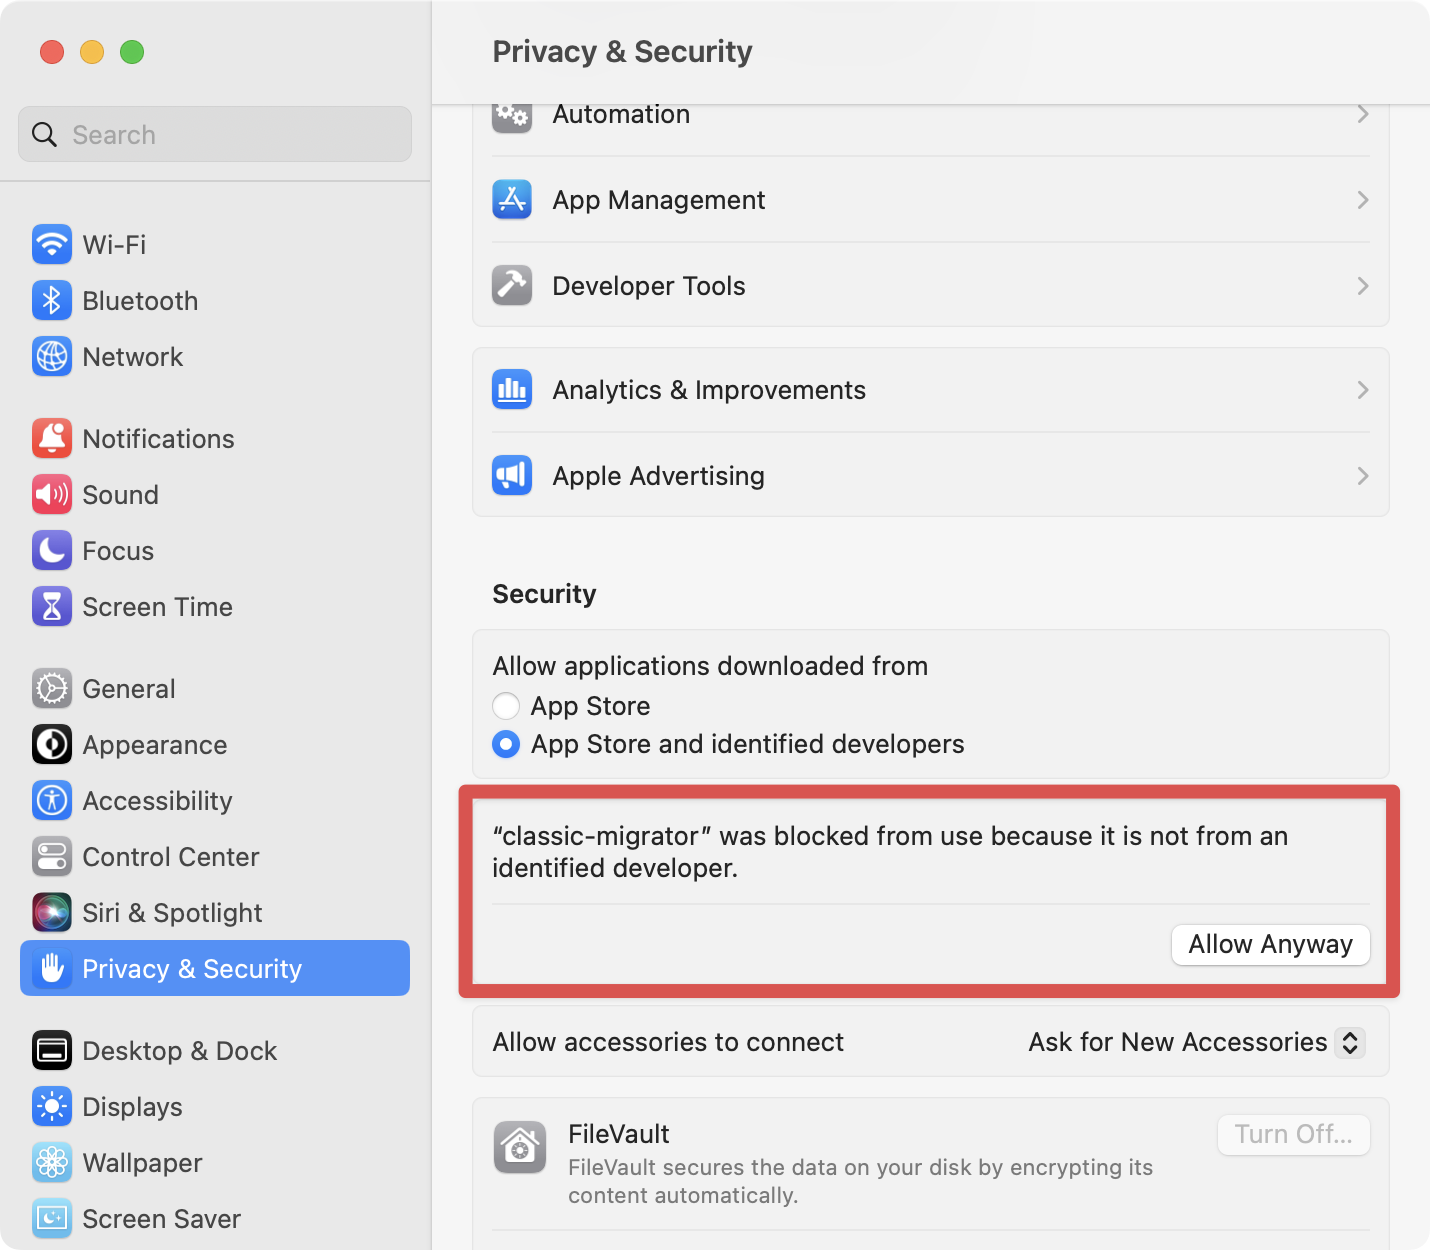 Privacy & Security
Search
Wi-Fi
Bluetooth
Network
Notifications
Sound
Focus
Screen Time
General
Appearance
Accessibility
Control Center
Siri & Spotlight
Privacy & Security
Desktop & Dock
Displays
Wallpaper
Screen Saver
Automation
App Management
Developer Tools
Analytics & Improvements
Apple Advertising
Security
Allow applications downloaded from
App Store
App Store and identified developers
“classic-migrator” was blocked from use because it is not from an
identified developer.
Allow Anyway
Allow accessories to connect
Ask for New Accessories
FileVault
Turn Off...
FileVault secures the data on your disk by encrypting its
content automatically.